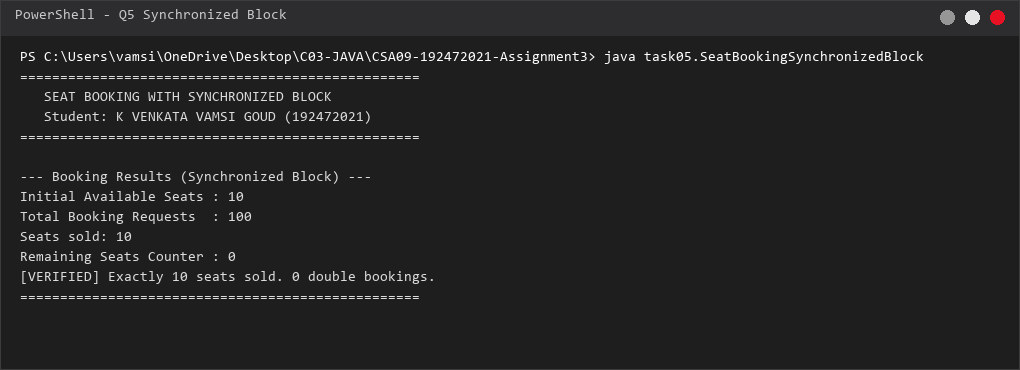 PowerShell - Q5 Synchronized Block
PS C:\Users\vamsi\OneDrive\Desktop\C03-JAVA\CSA09-192472021-Assignment3> java task05.SeatBookingSynchronizedBlock
==================================================
SEAT BOOKING WITH SYNCHRONIZED BLOCK
Student: K VENKATA VAMSI GOUD (192472021)
==================================================
--- Booking Results (Synchronized Block) ---
Initial Available Seats : 10
Total Booking Requests  : 100
Seats sold: 10
Remaining Seats Counter : 0
[VERIFIED] Exactly 10 seats sold. 0 double bookings.
==================================================